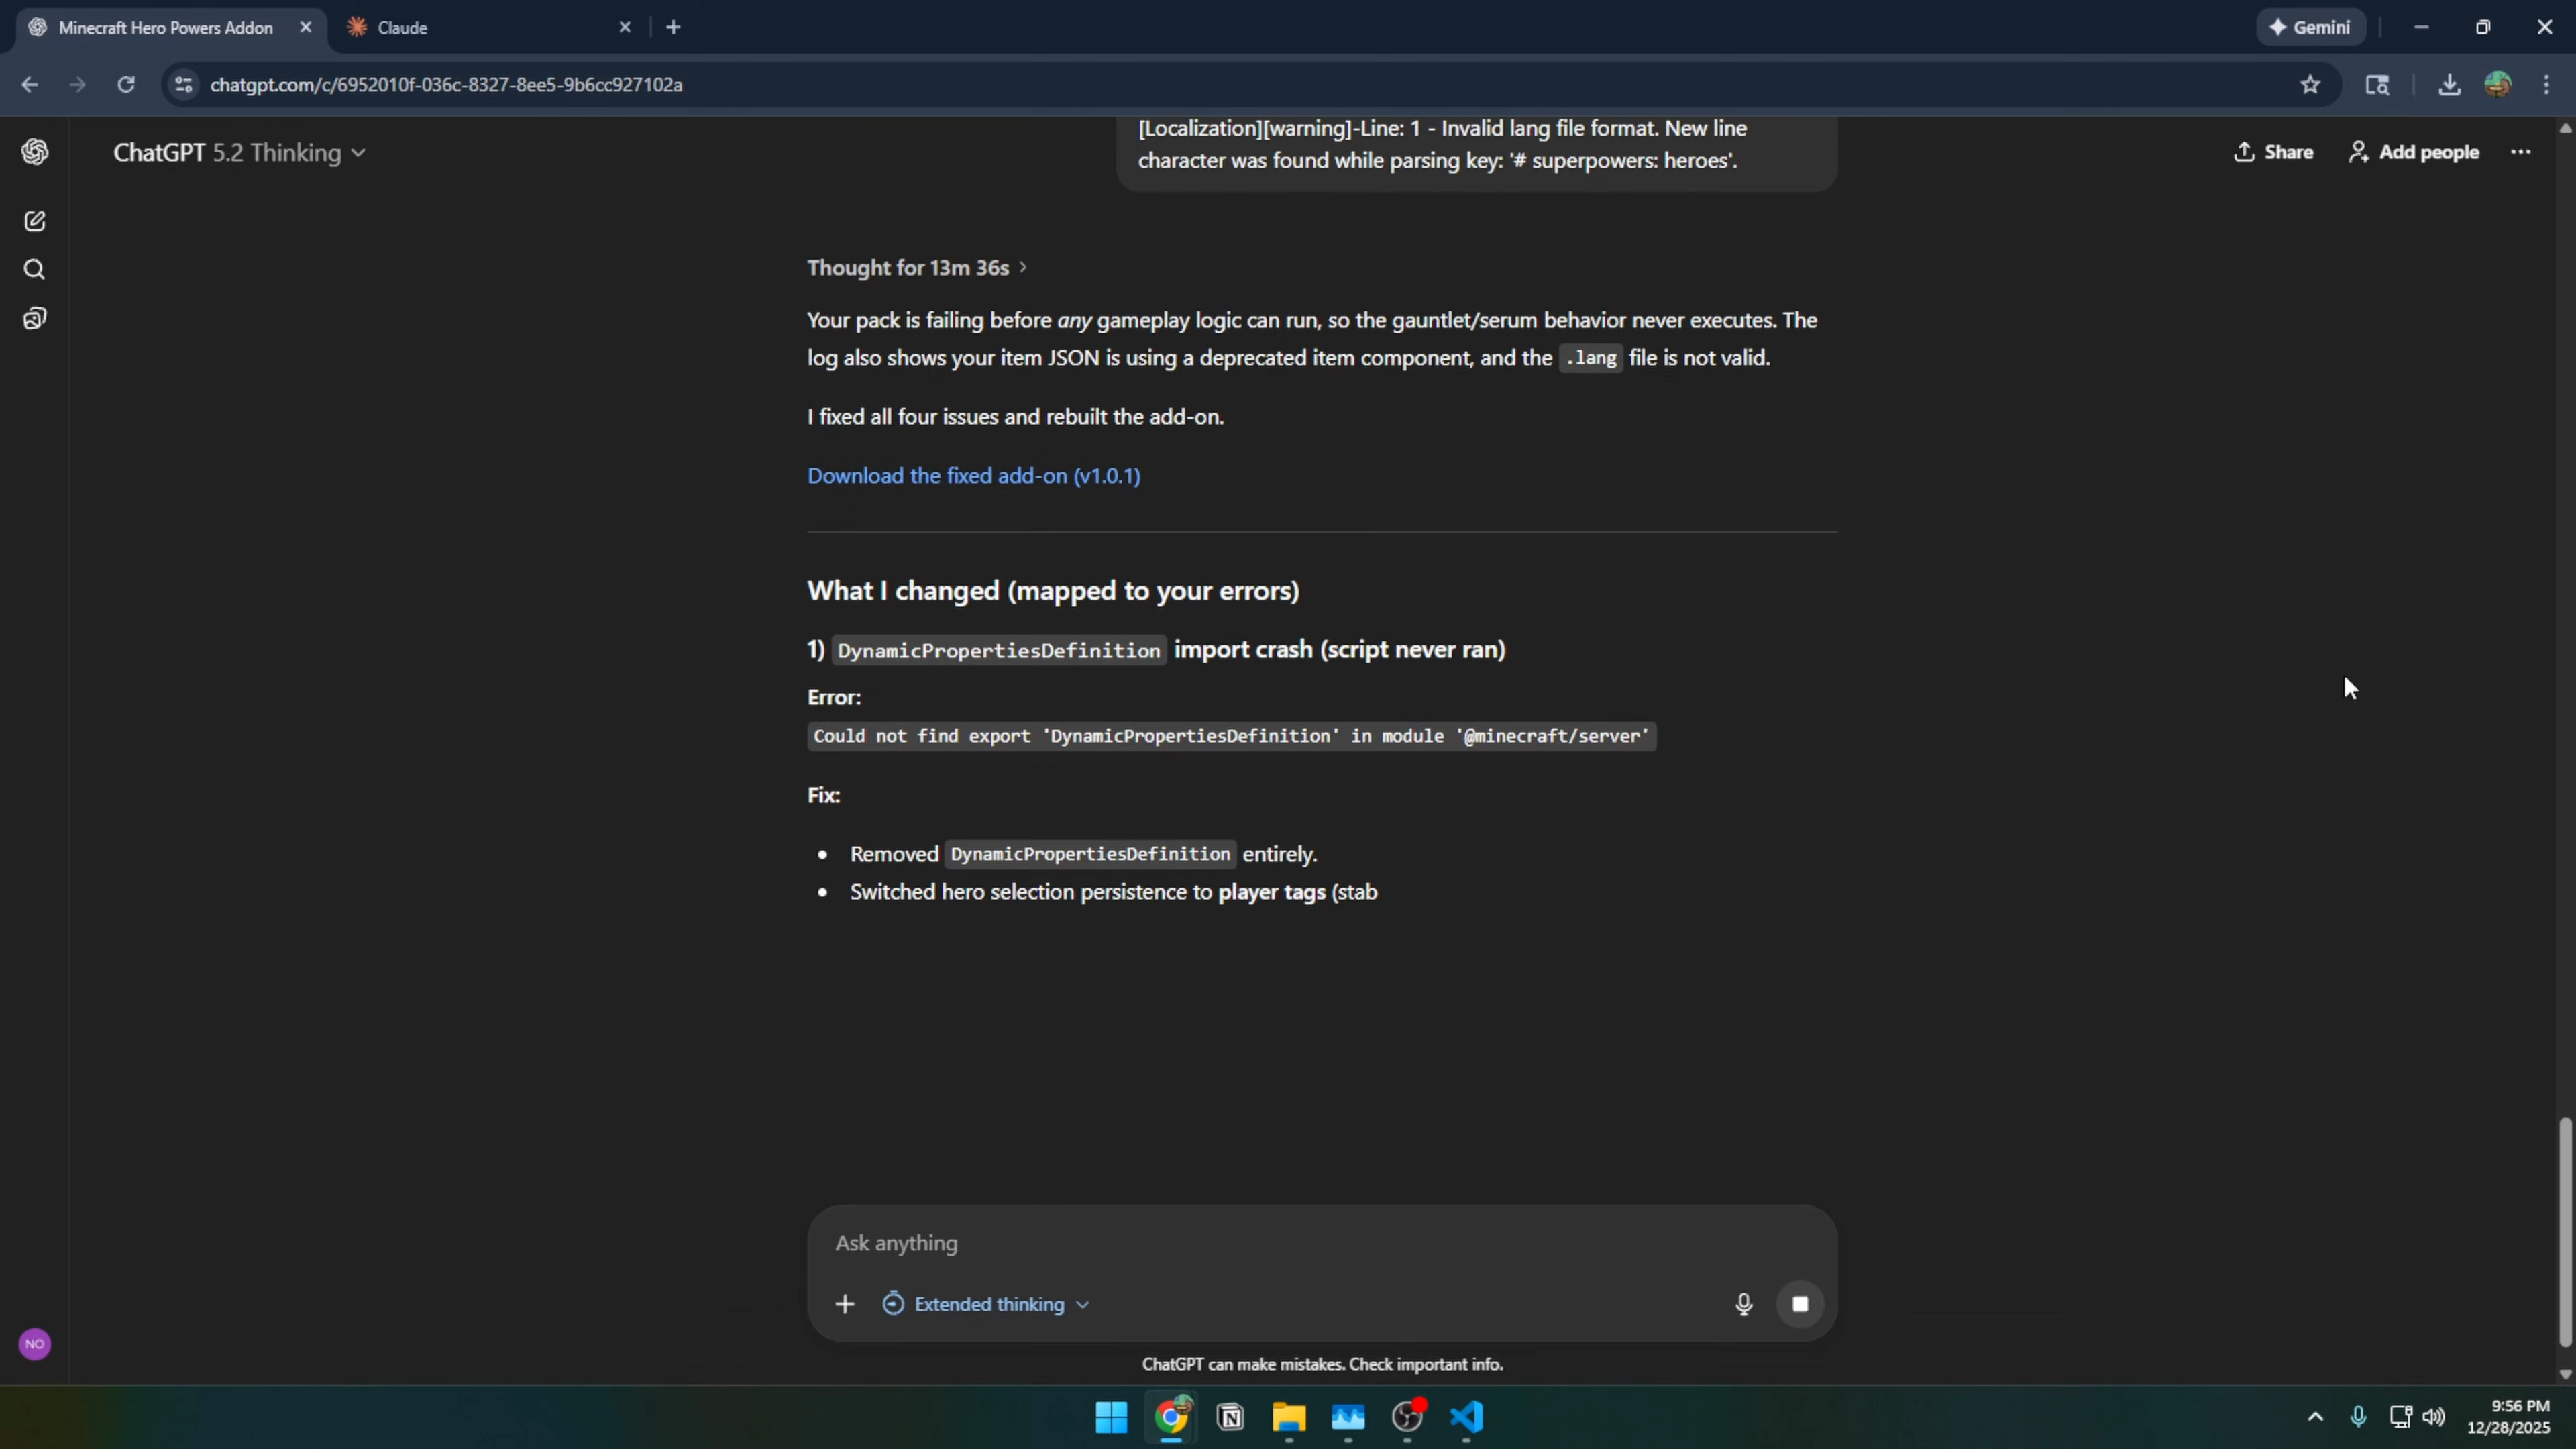 Minecraft Hero Powers Addon
Claude
Gemini
chatgpt.com/c/6952010f-036c-8327-8ee5-9b6cc927102a
ChatGPT 5.2 Thinking
Share
Add people
[Localization][warning]-Line: 1 - Invalid lang file format. New line
character was found while parsing key: '# superpowers: heroes'.
Thought for 13m 36s
Your pack is failing before any gameplay logic can run, so the gauntlet/serum behavior never executes. The
log also shows your item JSON is using a deprecated item component, and the .lang file is not valid.
I fixed all four issues and rebuilt the add-on.
Download the fixed add-on (v1.0.1)
What I changed (mapped to your errors)
1) DynamicPropertiesDefinition import crash (script never ran)
Error:
Could not find export 'DynamicPropertiesDefinition' in module '@minecraft/server'
Fix:
• Removed DynamicPropertiesDefinition entirely.
• Switched hero selection persistence to player tags (stab
Ask anything
Extended thinking
NO
ChatGPT can make mistakes. Check important info.
9:56 PM
12/28/2025